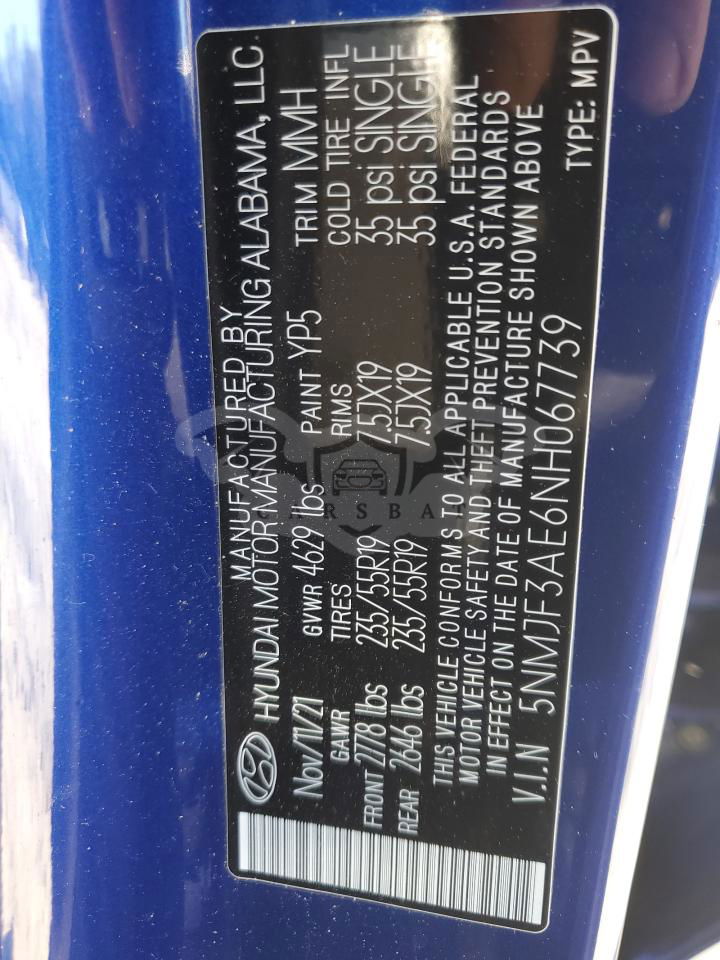 MANUFACTURED BY
HYUNDAI MOTOR MANUFACTURING ALABAMA, LLC.
Nov/11/21 GVWR 4629 lbs PAINT YP5 TRIM MMH
GAWR TIRES RIMS COLD TIRE INFL
FRONT 2778 lbs 235/55R19 7.5JX19 35 psi SINGLE
REAR 2646 lbs 235/55R19 7.5JX19 35 psi SINGLE
THIS VEHICLE CONFORMS TO ALL APPLICABLE U.S.A. FEDERAL
MOTOR VEHICLE SAFETY AND THEFT PREVENTION STANDARDS
IN EFFECT ON THE DATE OF MANUFACTURE SHOWN ABOVE
V.I.N 5NMJF3AE6NH067739 TYPE: MPV
CARSBAT